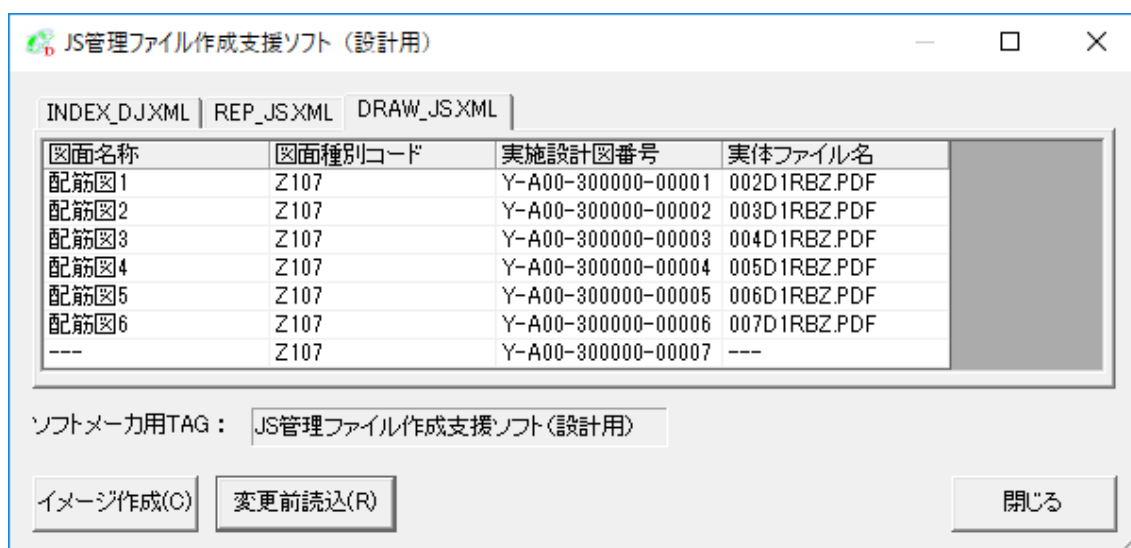 JS管理ファイル作成支援ソフト（設計用）
INDEX_DJ.XML REP_JS.XML DRAW_JS.XML
図面名称 図面種別コード 実施設計図番号 実体ファイル名
配筋図1 Z107 Y-A00-300000-00001 002D1RBZ.PDF
配筋図2 Z107 Y-A00-300000-00002 003D1RBZ.PDF
配筋図3 Z107 Y-A00-300000-00003 004D1RBZ.PDF
配筋図4 Z107 Y-A00-300000-00004 005D1RBZ.PDF
配筋図5 Z107 Y-A00-300000-00005 006D1RBZ.PDF
配筋図6 Z107 Y-A00-300000-00006 007D1RBZ.PDF
--- Z107 Y-A00-300000-00007 ---
ソフトメーカ用TAG： JS管理ファイル作成支援ソフト(設計用)
イメージ作成(C) 変更前読込(R) 閉じる